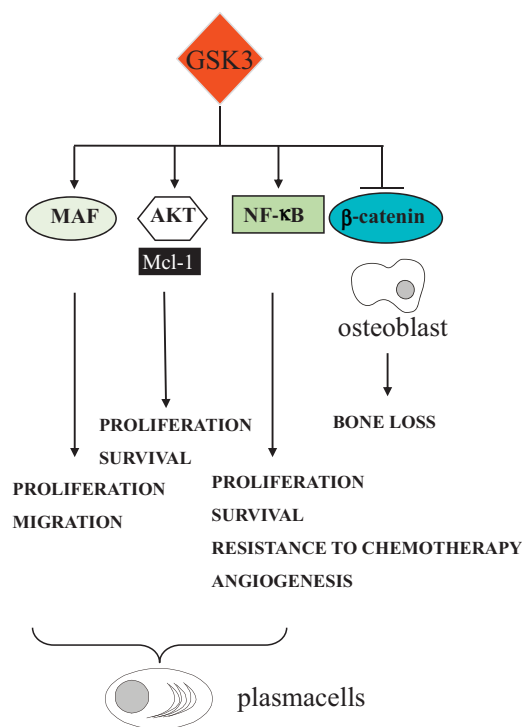 GSK3
MAF
AKT
NF-κB
β-catenin
Mcl-1
osteoblast
PROLIFERATION
SURVIVAL
BONE LOSS
PROLIFERATION
MIGRATION
PROLIFERATION
SURVIVAL
RESISTANCE TO CHEMOTHERAPY
ANGIOGENESIS
plasmacells